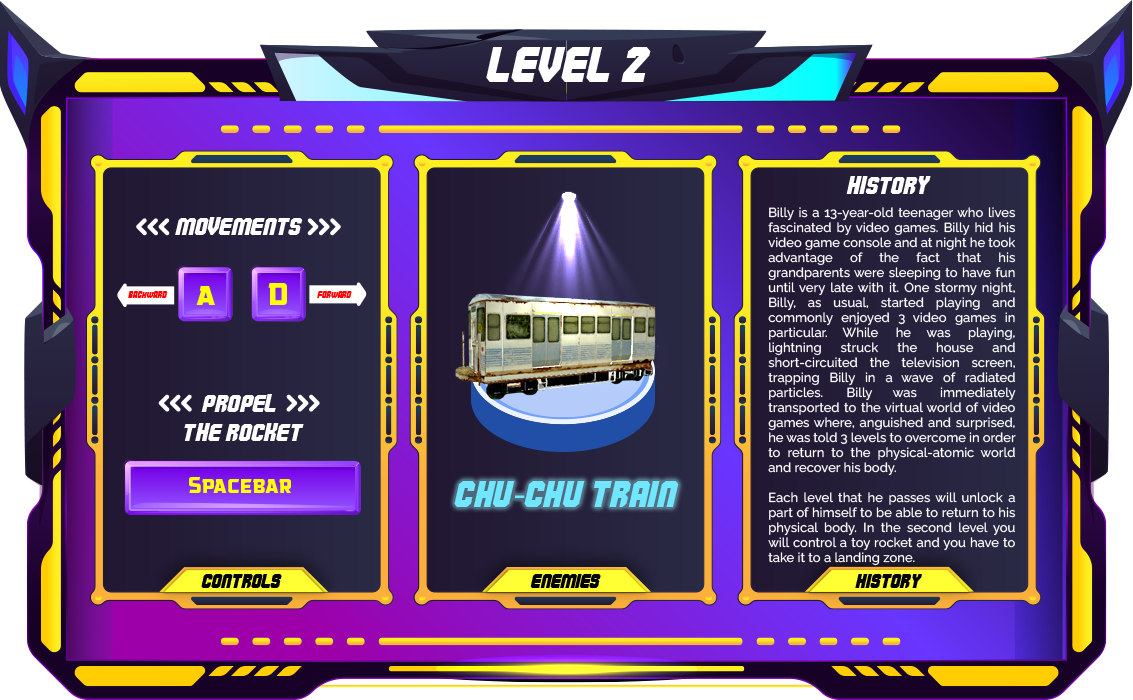 LEVEL 2
<<< MOVEMENTS >>>
BACKWARD
A
D
FORWARD
<<< PROPEL >>>
THE ROCKET
SPACEBAR
CONTROLS
CHU-CHU TRAIN
ENEMIES
HISTORY
Billy is a 13-year-old teenager who lives
fascinated by video games. Billy hid his
video game console and at night he took
advantage of the fact that his
grandparents were sleeping to have fun
until very late with it. One stormy night,
Billy, as usual, started playing and
commonly enjoyed 3 video games in
particular. While he was playing,
lightning struck the house and
short-circuited the television screen,
trapping Billy in a wave of radiated
particles. Billy was immediately
transported to the virtual world of video
games where, anguished and surprised,
he was told 3 levels to overcome in order
to return to the physical-atomic world
and recover his body.
Each level that he passes will unlock a
part of himself to be able to return to his
physical body. In the second level you
will control a toy rocket and you have to
take it to a landing zone.
HISTORY